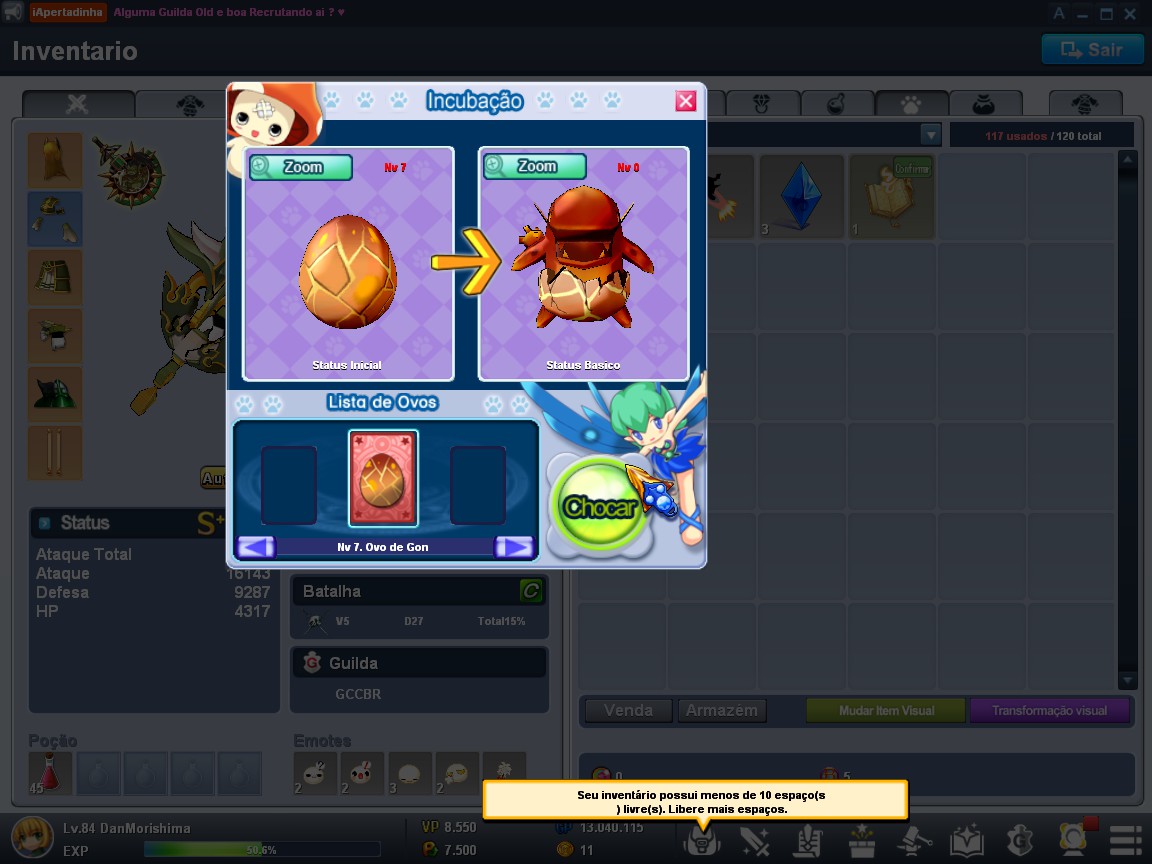 iApertadinha Alguma Guilda Old e boa Recrutando ai ? ♥
A
Inventario
Sair
Incubação
117 usados / 120 total
Zoom
Nv 7
Zoom
Nv 0
Confirma
3
1
Status Inicial
Status Basico
Lista de Ovos
Chocar
Nv 7. Ovo de Gon
Status
S+
Ataque Total
Ataque 16143
Defesa 9287
HP 4317
Batalha
C
V5 D27 Total15%
Guilda
GCCBR
Venda
Armazém
Mudar Item Visual
Transformação visual
Poção
Emotes
45
2
2
3
2
0
5
Seu inventário possui menos de 10 espaço(s
) livre(s). Libere mais espaços.
Lv.84 DanMorishima
EXP
50.6%
VP 8.550
13.040.115
7.500
11